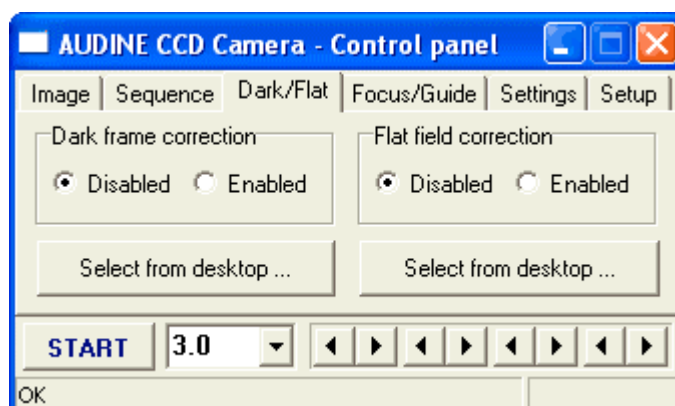 AUDINE CCD Camera - Control panel
Image Sequence Dark/Flat Focus/Guide Settings Setup
Dark frame correction Flat field correction
Disabled Enabled Disabled Enabled
Select from desktop ... Select from desktop ...
START 3.0
OK